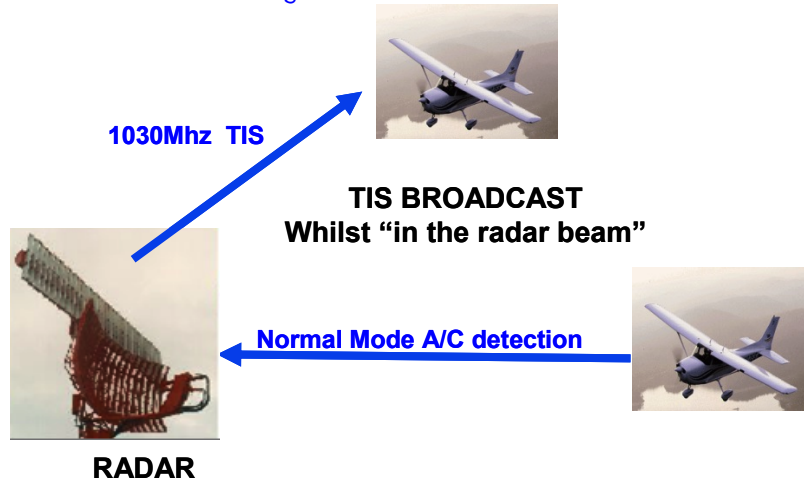 1030Mhz TIS
TIS BROADCAST
Whilst “in the radar beam”
Normal Mode A/C detection
RADAR